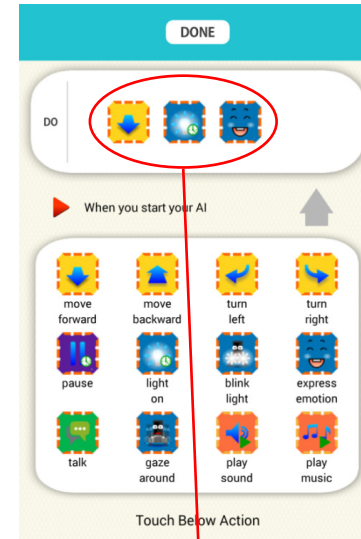 DONE
DO
When you start your AI
move forward
move backward
turn left
turn right
pause
light on
blink light
express emotion
talk
gaze around
play sound
play music
Touch Below Action